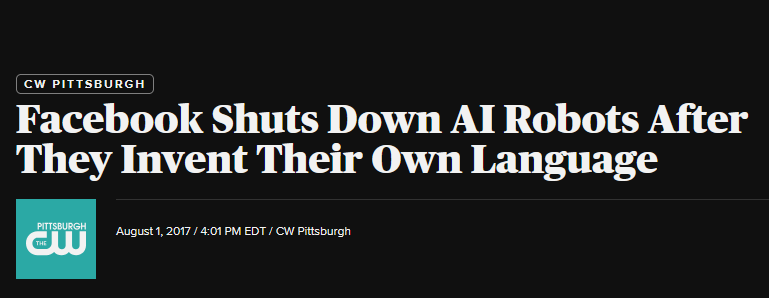 CW PITTSBURGH
Facebook Shuts Down AI Robots After
They Invent Their Own Language
PITTSBURGH
THE CW
August 1, 2017 / 4:01 PM EDT / CW Pittsburgh